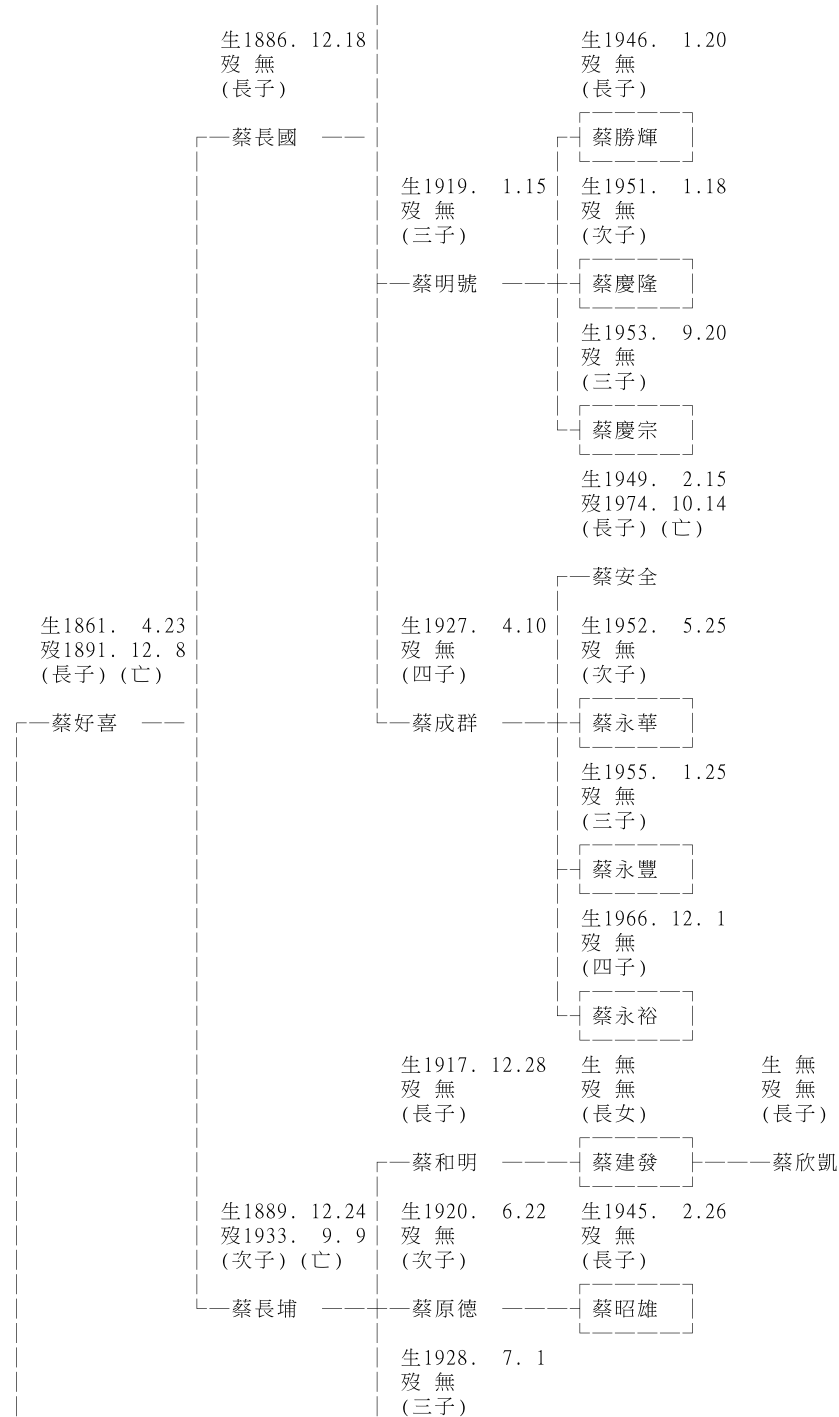 生1886. 12.18
歿 無
(長子)
蔡長國
生1946. 1.20
歿 無
(長子)
蔡勝輝
生1919. 1.15
歿 無
(三子)
蔡明號
生1951. 1.18
歿 無
(次子)
蔡慶隆
生1953. 9.20
歿 無
(三子)
蔡慶宗
生1949. 2.15
歿1974. 10.14
(長子)(亡)
蔡安全
生1861. 4.23
歿1891. 12. 8
(長子)(亡)
蔡好喜
生1927. 4.10
歿 無
(四子)
蔡成群
生1952. 5.25
歿 無
(次子)
蔡永華
生1955. 1.25
歿 無
(三子)
蔡永豐
生1966. 12. 1
歿 無
(四子)
蔡永裕
生1917. 12.28
歿 無
(長子)
蔡和明
生 無
歿 無
(長女)
蔡建發
生 無
歿 無
(長子)
蔡欣凱
生1889. 12.24
歿1933. 9. 9
(次子)(亡)
蔡長埔
生1920. 6.22
歿 無
(次子)
蔡原德
生1945. 2.26
歿 無
(長子)
蔡昭雄
生1928. 7. 1
歿 無
(三子)